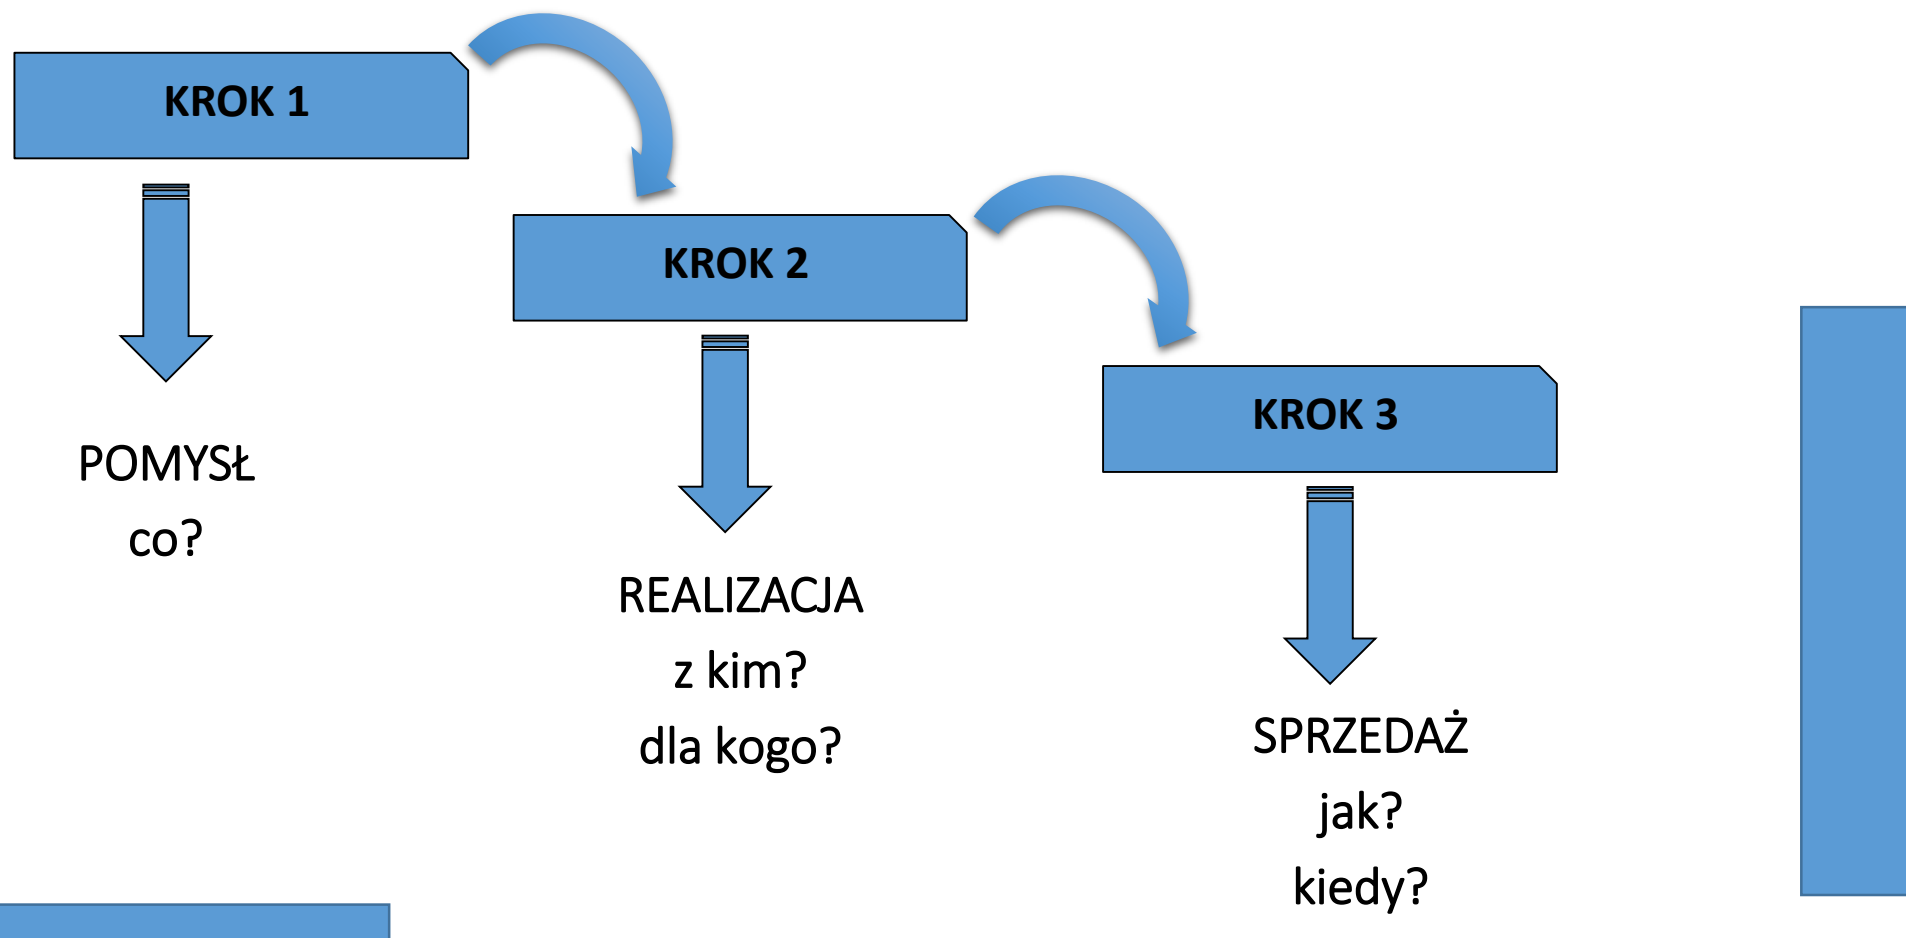 KROK 1
POMYSŁ
co?
KROK 2
REALIZACJA
z kim?
dla kogo?
KROK 3
SPRZEDAŻ
jak?
kiedy?